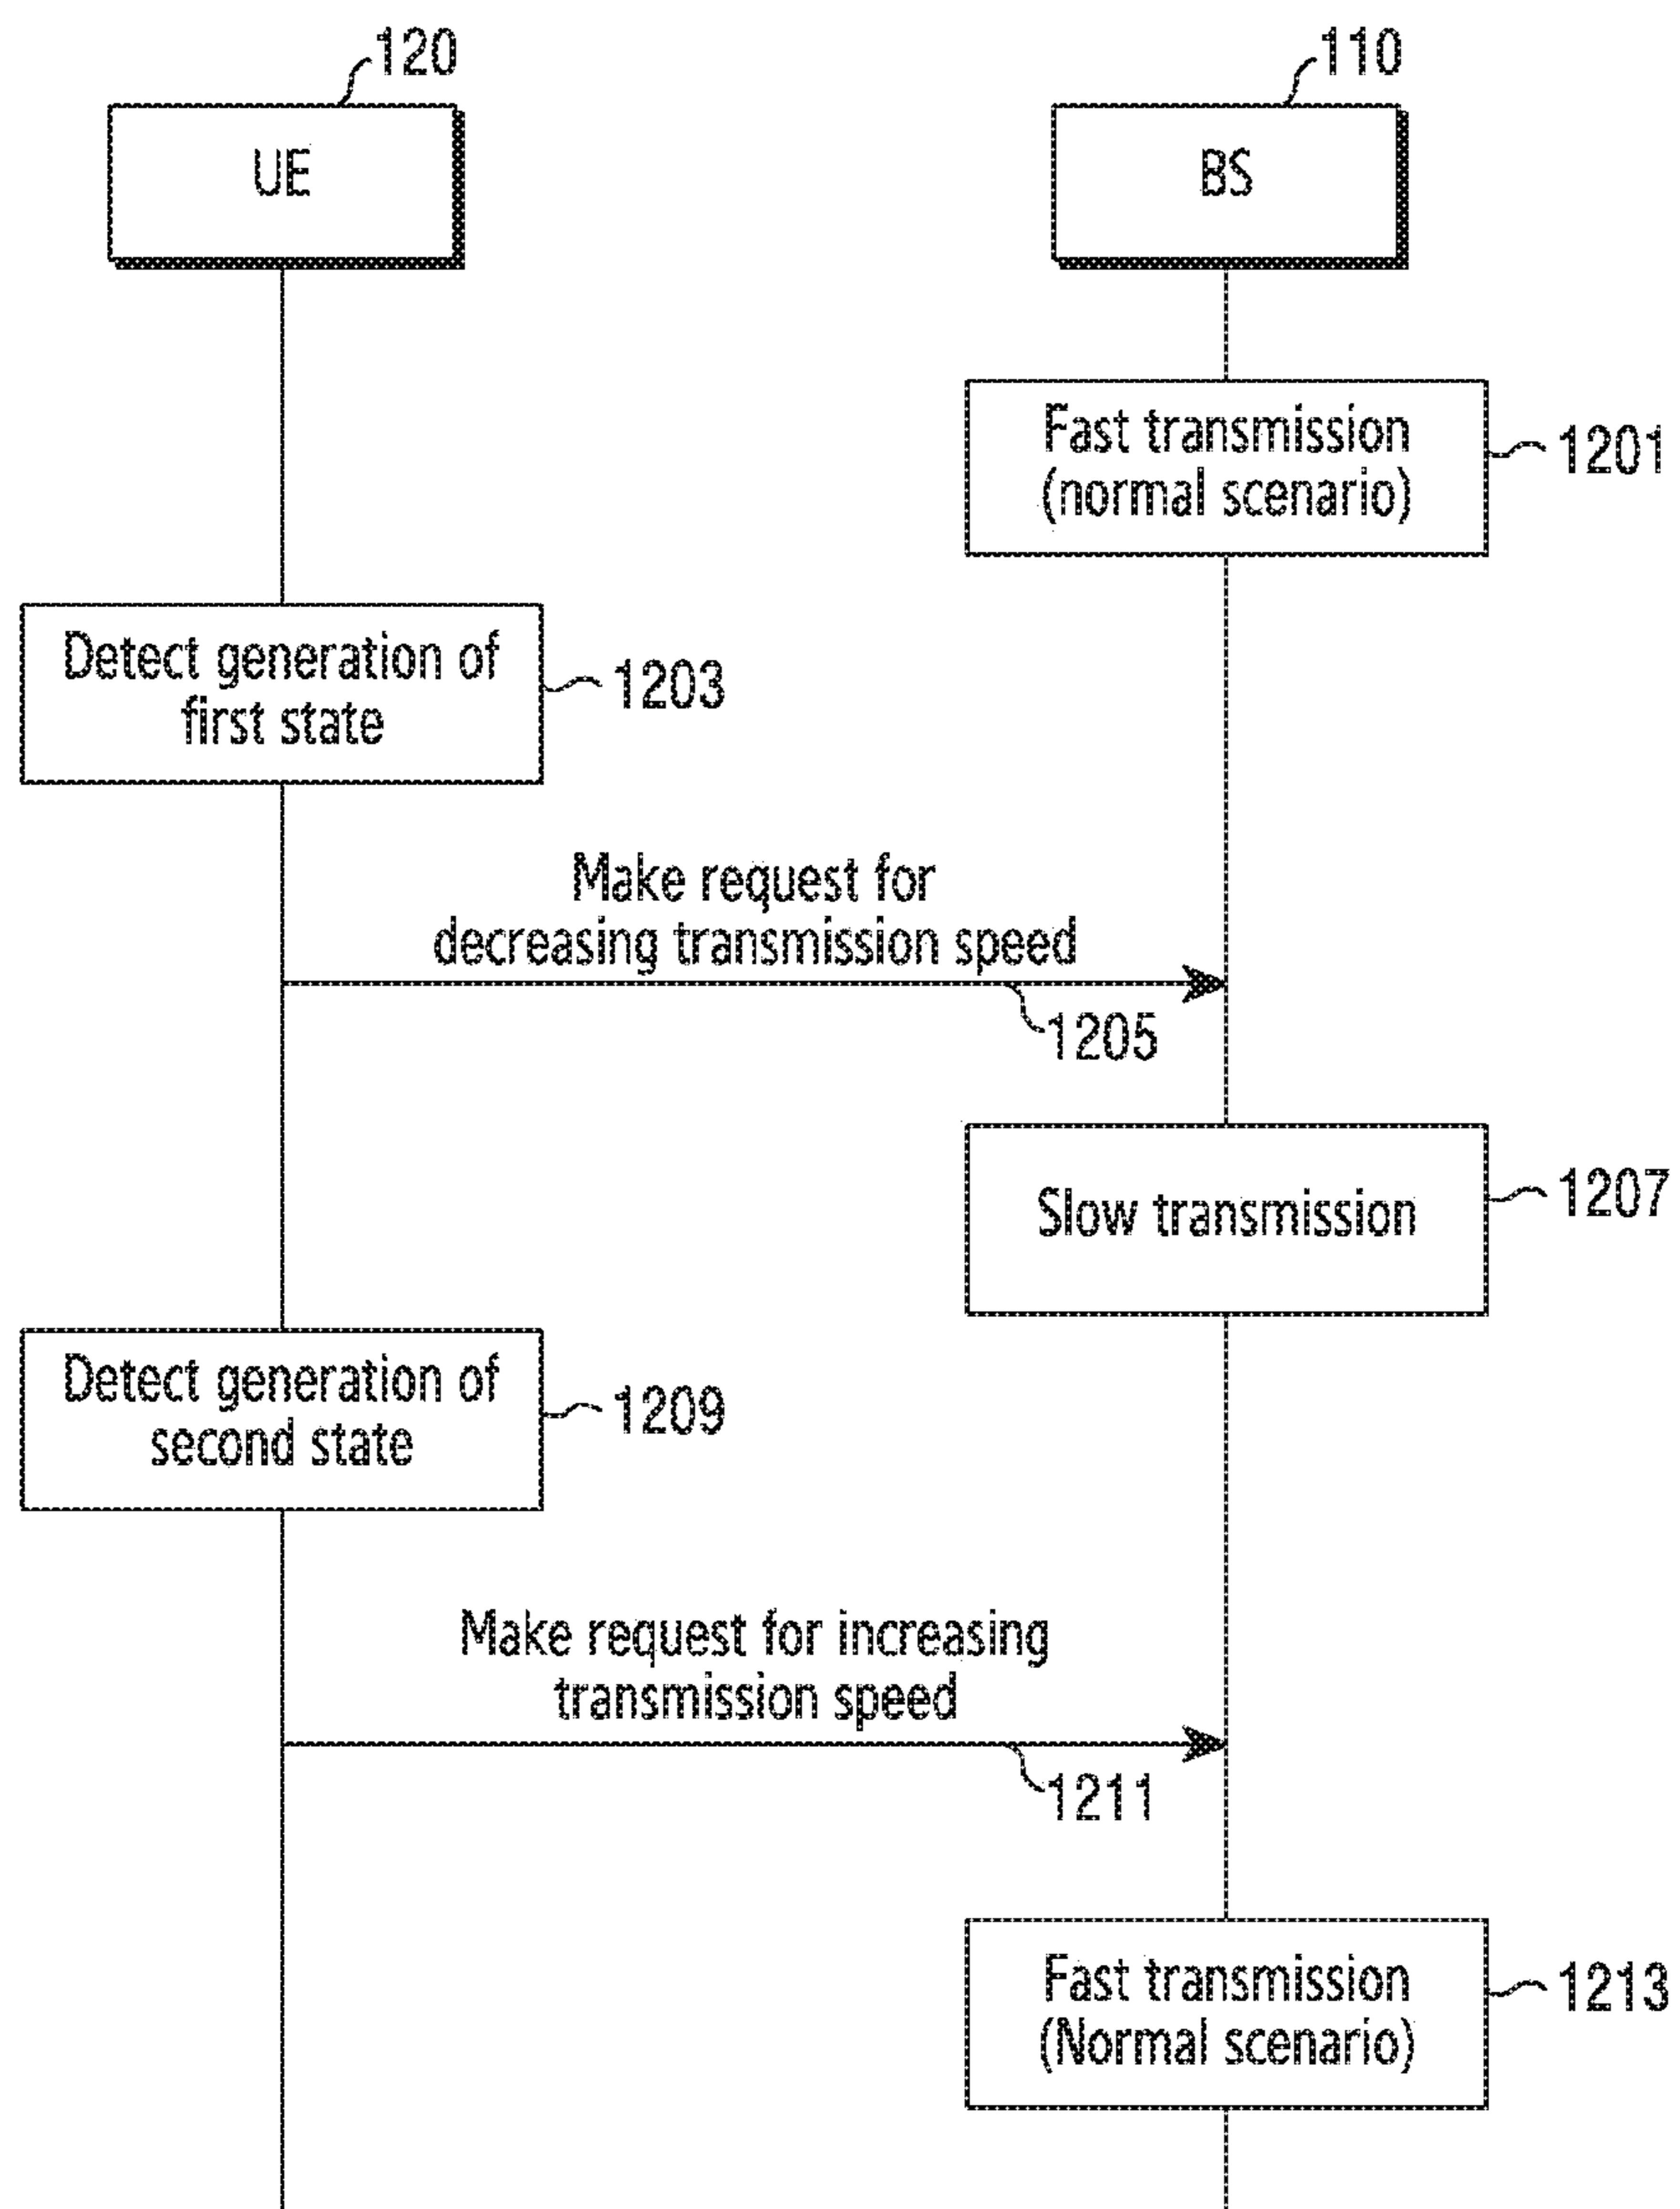 120
110
UE
BS
Fast transmission
(normal scenario)
1201
Detect generation of
first state
1203
Make request for
decreasing transmission speed
1205
Slow transmission
1207
Detect generation of
second state
1209
Make request for increasing
transmission speed
1211
Fast transmission
(Normal scenario)
1213